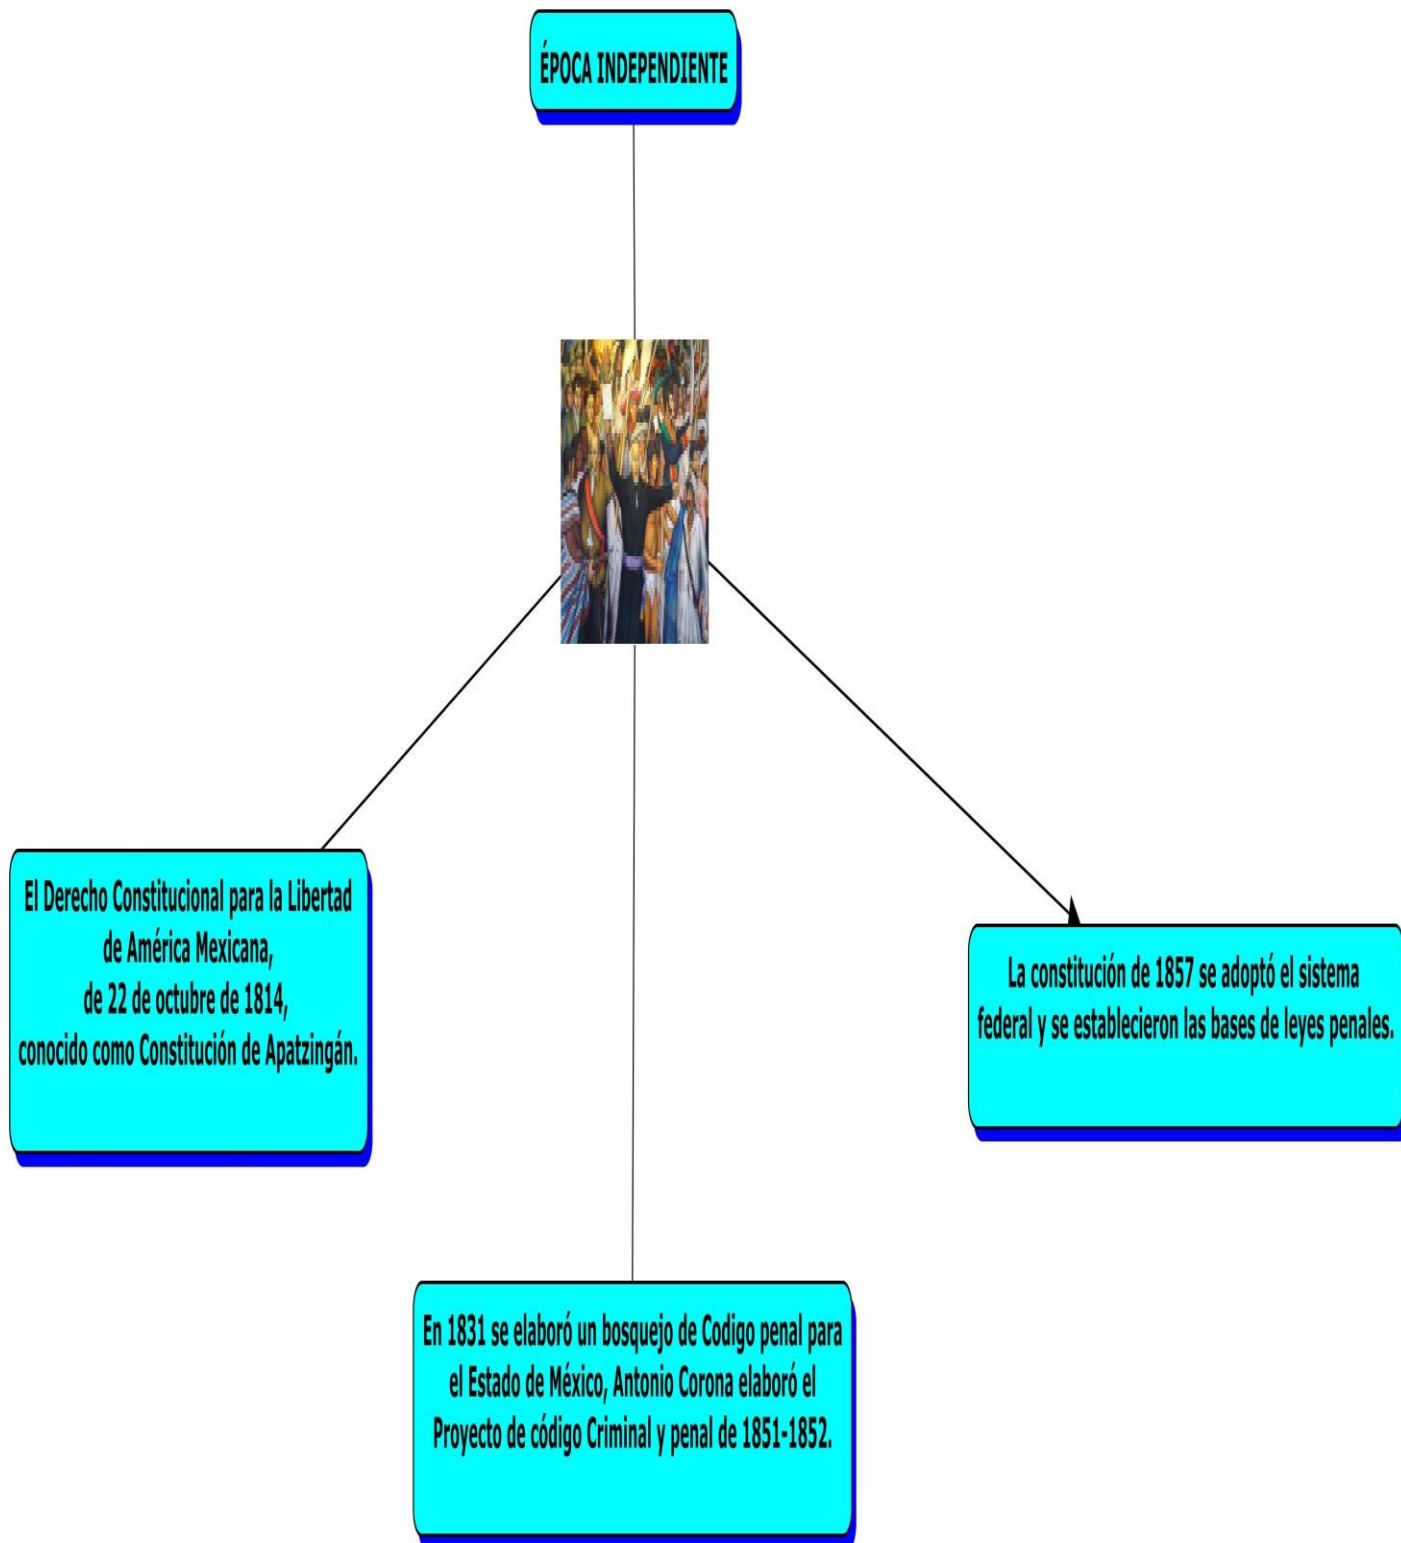 ÉPOCA INDEPENDIENTE
El Derecho Constitucional para la Libertad
de América Mexicana,
de 22 de octubre de 1814,
conocido como Constitución de Apatzingán.
La constitución de 1857 se adoptó el sistema
federal y se establecieron las bases de leyes penales.
En 1831 se elaboró un bosquejo de Codigo penal para
el Estado de México, Antonio Corona elaboró el
Proyecto de código Criminal y penal de 1851-1852.